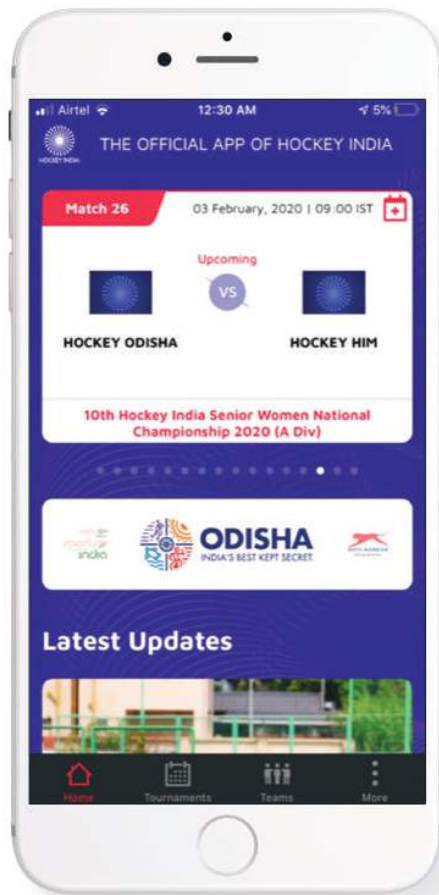 Airtel 12:30 AM 5%
HOCKEY INDIA
THE OFFICIAL APP OF HOCKEY INDIA
Match 26 03 February, 2020 | 09:00 IST
Upcoming
VS
HOCKEY ODISHA HOCKEY HIM
10th Hockey India Senior Women National
Championship 2020 (A Div)
india
ODISHA
INDIA'S BEST KEPT SECRET
Latest Updates
Home Tournaments Teams More